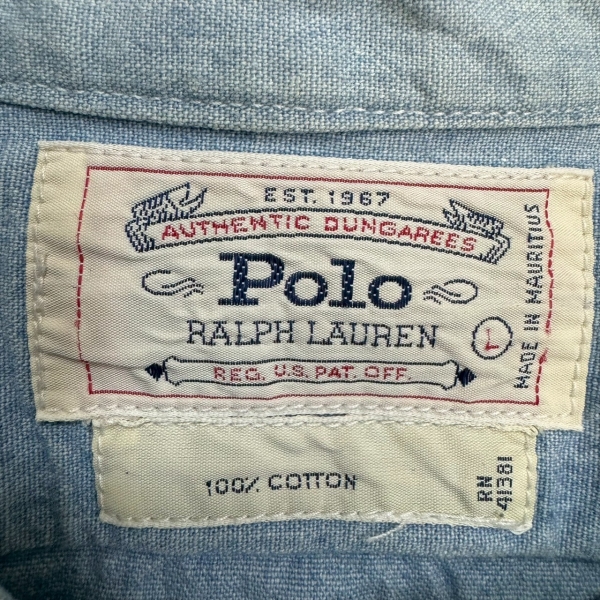 EST. 1967
AUTHENTIC DUNGAREES
Polo
RALPH LAUREN
REG. U.S. PAT. OFF.
L
MADE IN MAURITIUS
100% COTTON
RN
41381